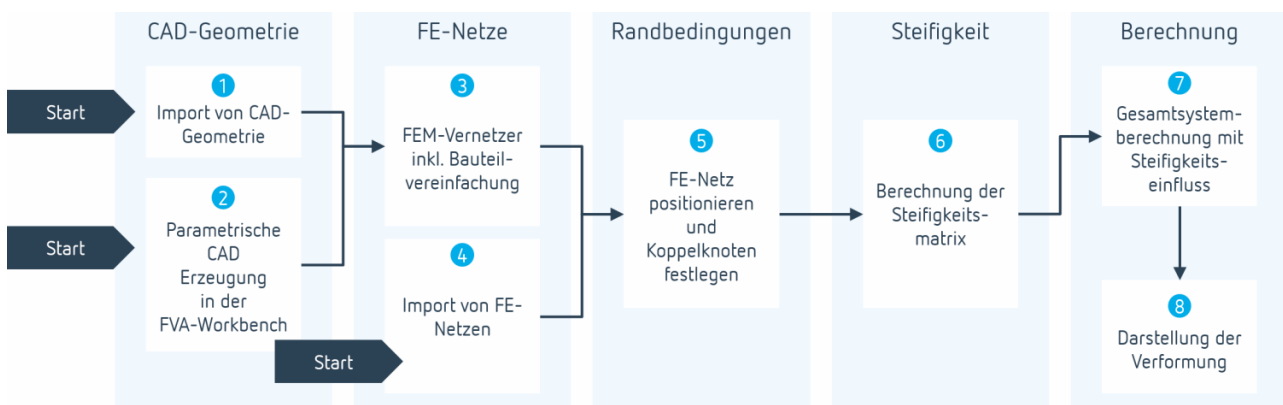 CAD-Geometrie
FE-Netze
Randbedingungen
Steifigkeit
Berechnung
Start
1
Import von CAD-
Geometrie
Start
2
Parametrische
CAD
Erzeugung
in der
FVA-Workbench
3
FEM-Vernetzer
inkl. Bauteil-
vereinfachung
4
Import von FE-
Netzen
Start
5
FE-Netz
positionieren
und
Koppelknoten
festlegen
6
Berechnung der
Steifigkeits-
matrix
7
Gesamtsystem-
berechnung mit
Steifigkeits-
einfluss
8
Darstellung der
Verformung